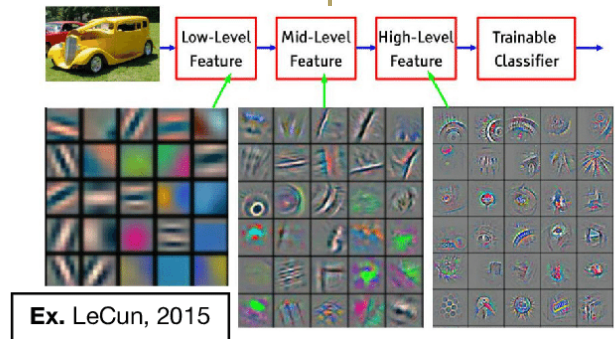 Low-Level
Feature
Mid-Level
Feature
High-Level
Feature
Trainable
Classifier
Ex. LeCun, 2015